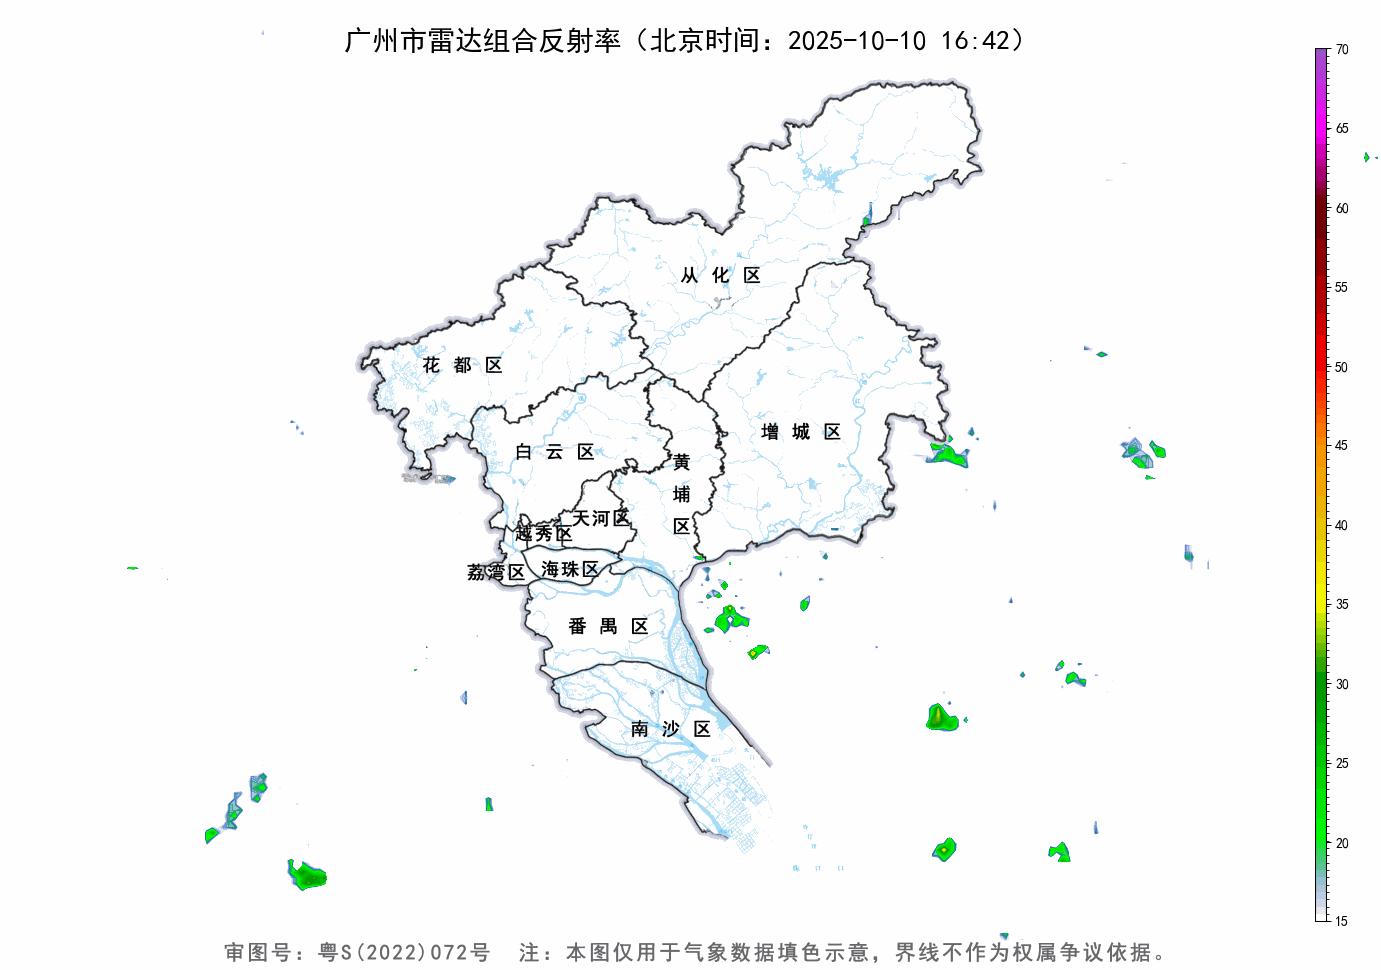 广州市雷达组合反射率（北京时间：2025-10-10 16:42）
70
65
60
55
50
45
40
35
30
25
20
15
从化区
花都区
增城区
白云区
黄埔区
天河区
越秀区
荔湾区
海珠区
番禺区
南沙区
审图号：粤S(2022)072号 注：本图仅用于气象数据填色示意，界线不作为权属争议依据。